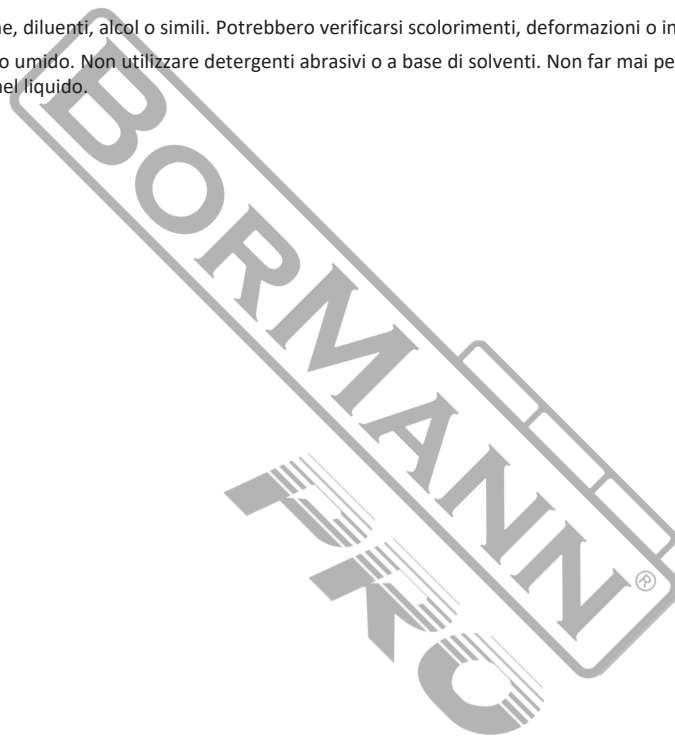 ne, diluenti, alcol o simili. Potrebbero verificarsi scolorimenti, deformazioni o in
o umido. Non utilizzare detergenti abrasivi o a base di solventi. Non far mai pe
nel liquido.
BORMANN®
PRO